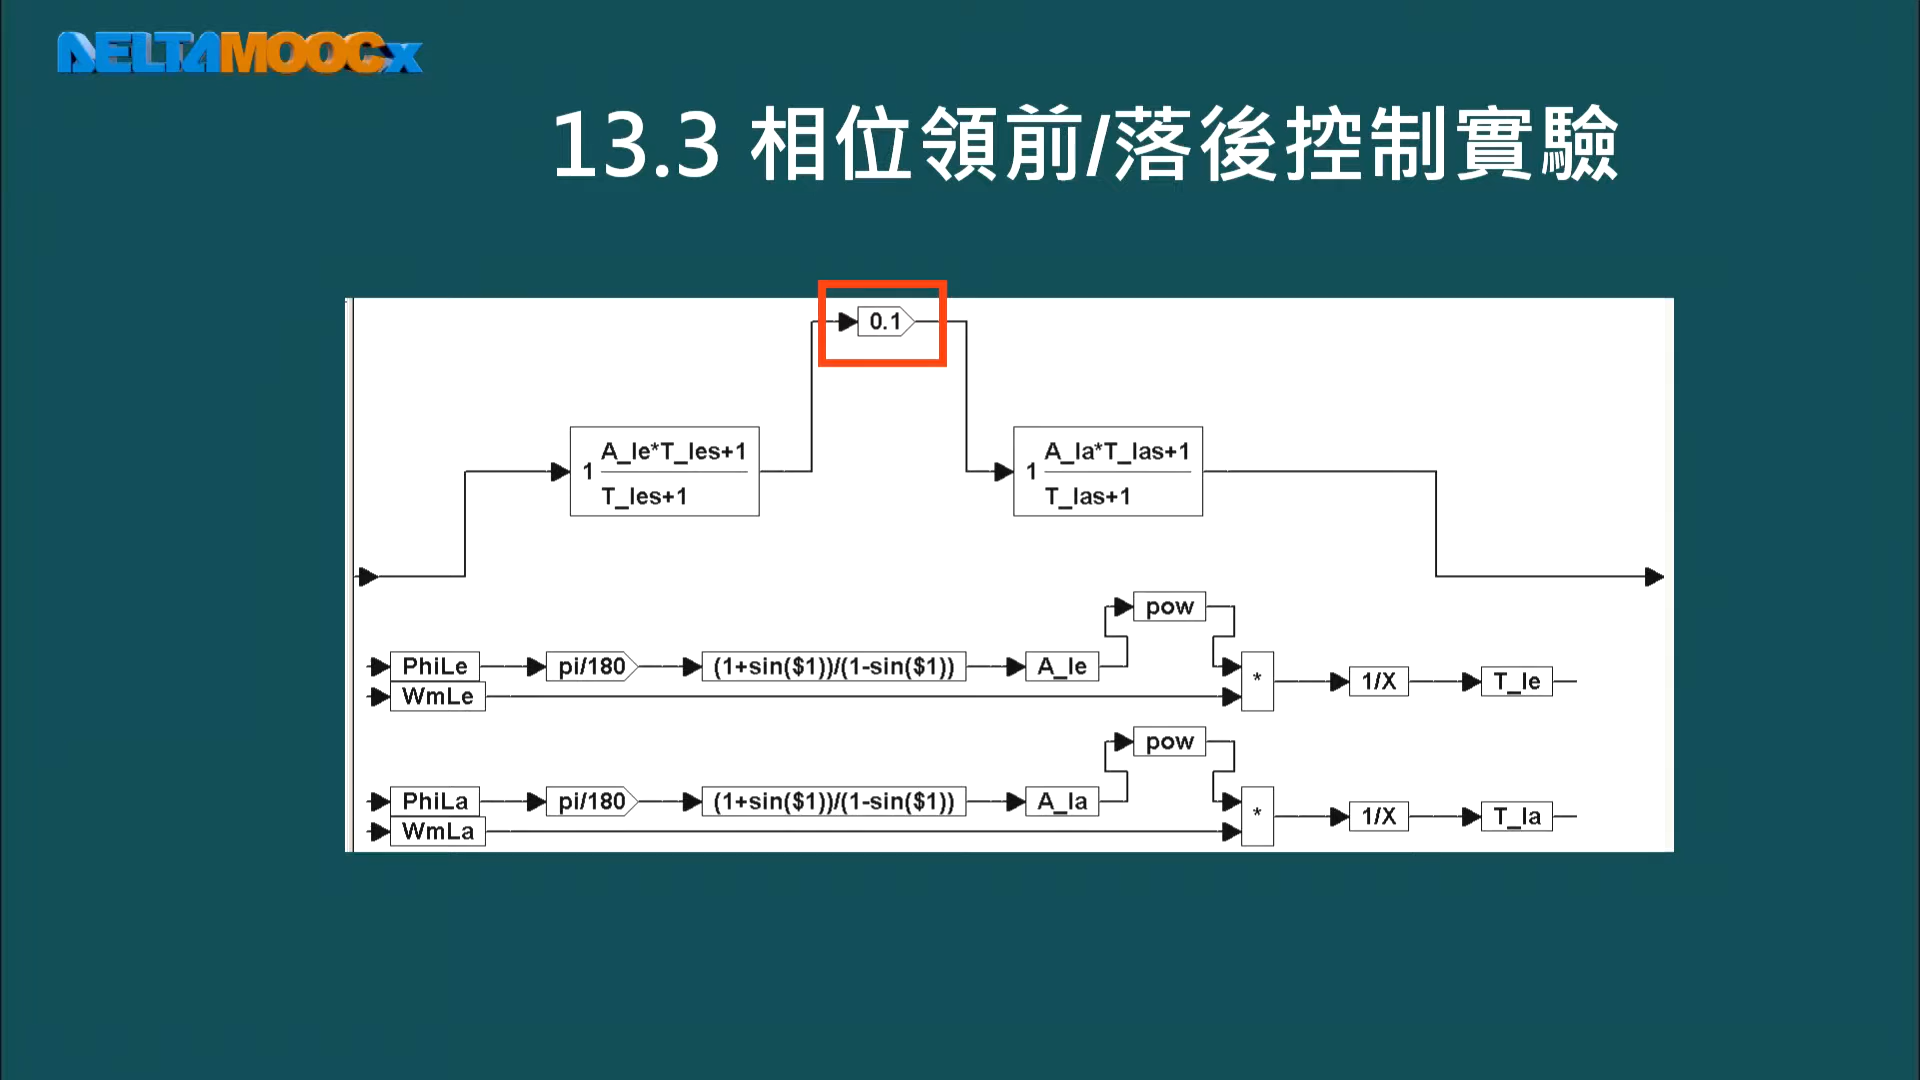 DELTAMOOCx
13.3 相位領前/落後控制實驗
0.1
1 A_le*T_les+1
T_les+1
1 A_la*T_las+1
T_las+1
pow
PhiLe pi/180 (1+sin($1))/(1-sin($1)) A_le
WmLe
* 1/X T_le
pow
PhiLa pi/180 (1+sin($1))/(1-sin($1)) A_la
WmLa
* 1/X T_la